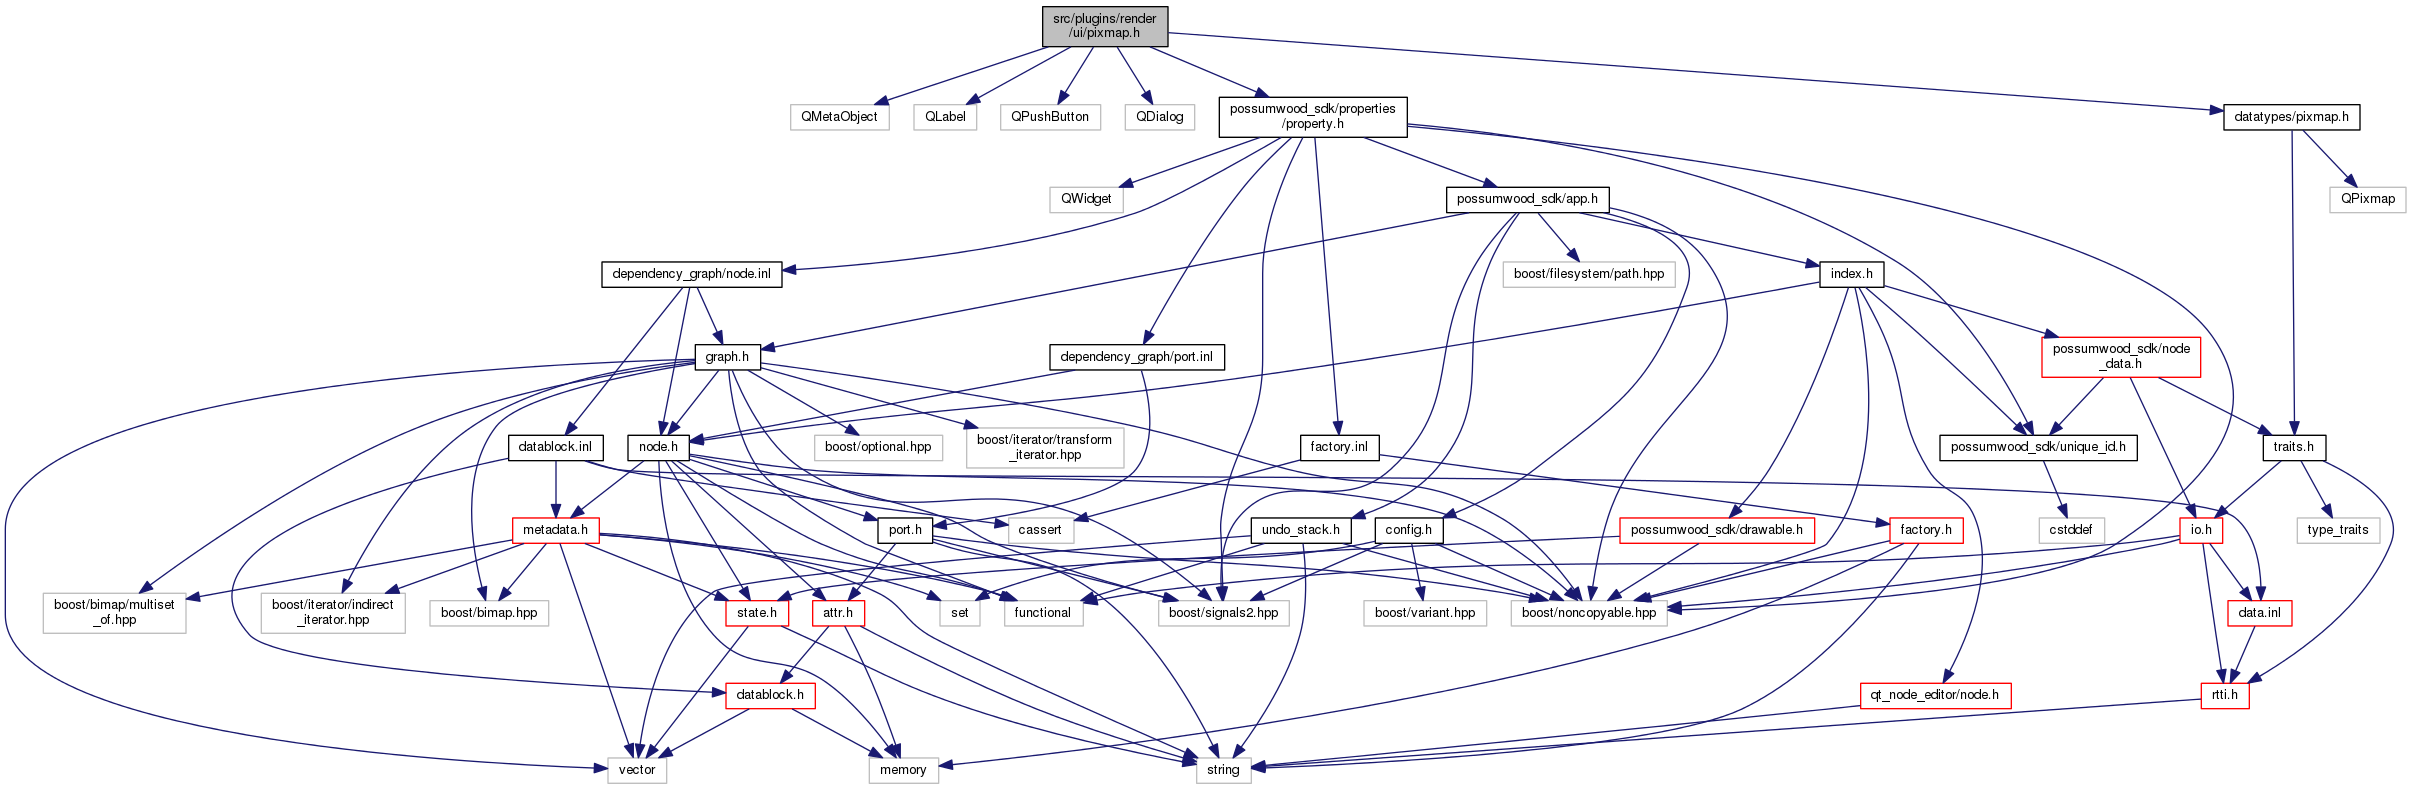 src/plugins/render
/ui/pixmap.h
QMetaObject
QLabel
QPushButton
QDialog
possumwood_sdk/properties
/property.h
datatypes/pixmap.h
QWidget
possumwood_sdk/app.h
QPixmap
dependency_graph/node.inl
boost/filesystem/path.hpp
index.h
graph.h
dependency_graph/port.inl
possumwood_sdk/node
_data.h
datablock.inl
node.h
boost/optional.hpp
boost/iterator/transform
_iterator.hpp
factory.inl
possumwood_sdk/unique_id.h
traits.h
metadata.h
port.h
cassert
undo_stack.h
config.h
possumwood_sdk/drawable.h
factory.h
cstddef
io.h
type_traits
boost/bimap/multiset
_of.hpp
boost/iterator/indirect
_iterator.hpp
boost/bimap.hpp
state.h
attr.h
set
functional
boost/signals2.hpp
boost/variant.hpp
boost/noncopyable.hpp
data.inl
datablock.h
qt_node_editor/node.h
rtti.h
vector
memory
string